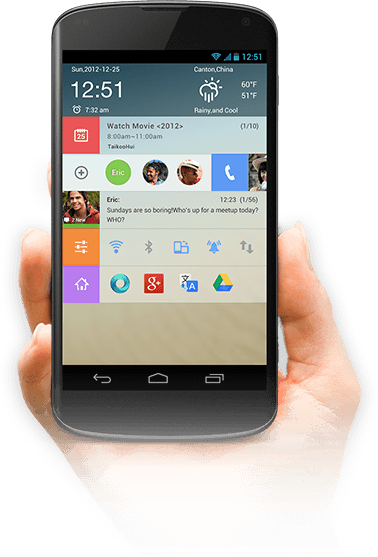 12:51
Sun,2012-12-25
Canton,China
12:51
60°F
51°F
7:32 am
Rainy,and Cool
25
Watch Movie <2012>
(1/10)
8:00am~11:00am
TaikooHui
Eric
Eric:
12:23 (1/56)
Sundays are so boring!Who's up for a meetup today?
WHO?
2 New
g+
A